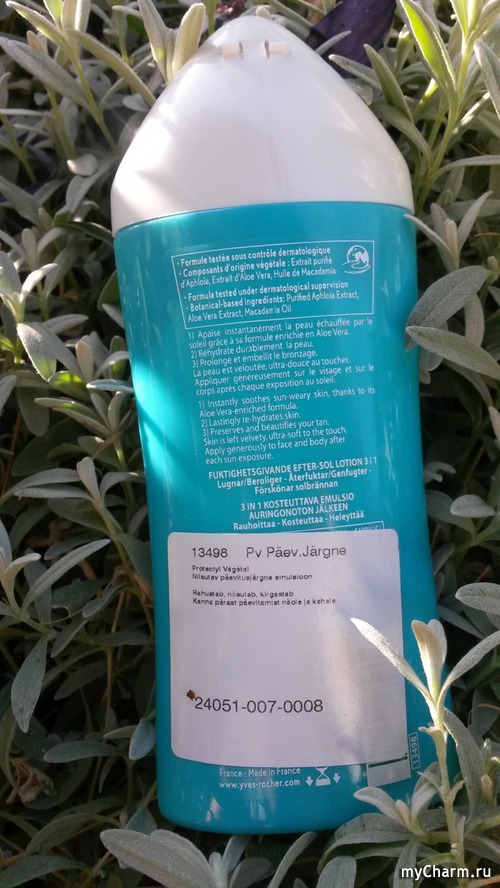 • Formule testée sous contrôle dermatologique
• Composants d'origine végétale : Extrait purifié
d'Aphloia, Extrait d'Aloe Vera, Huile de Macadamia
• Formula tested under dermatological supervision
• Botanical-based ingredients: Purified Aphloia Extract,
Aloe Vera Extract, Macadamia Oil
1) Apaise instantanément la peau échauffée par le
soleil grâce à sa formule enrichie en Aloe Vera.
2) Réhydrate durablement la peau.
3) Prolonge et embellit le bronzage.
La peau est veloutée, ultra-douce au toucher.
Appliquer généreusement sur le visage et sur le
corps après chaque exposition au soleil.
1) Instantly soothes sun-weary skin, thanks to its
Aloe Vera-enriched formula.
2) Lastingly re-hydrates skin.
3) Preserves and beautifies your tan.
Skin is left velvety, ultra-soft to the touch.
Apply generously to face and body after
each sun exposure.
FUKTIGHETSGIVANDE EFTER-SOL LOTION 3 i 1
Lugnar/Beroliger - Återfuktar/Genfugter -
Förskönar solbrännan
3 IN 1 KOSTEUTTAVA EMULSIO
AURINGONOTON JÄLKEEN
Rauhoittaa - Kosteuttaa - Heleyttää
13498 Pv Päev.Järgne
Protectyl Végétal
Niisutav päevitusjärgne emulsioon
Rahustab, niisutab, kirgastab
Kanna pärast päevitamist näole ja kehale
24051-007-0008
13498
France - Made in France
www.yves-rocher.com
myCharm.ru